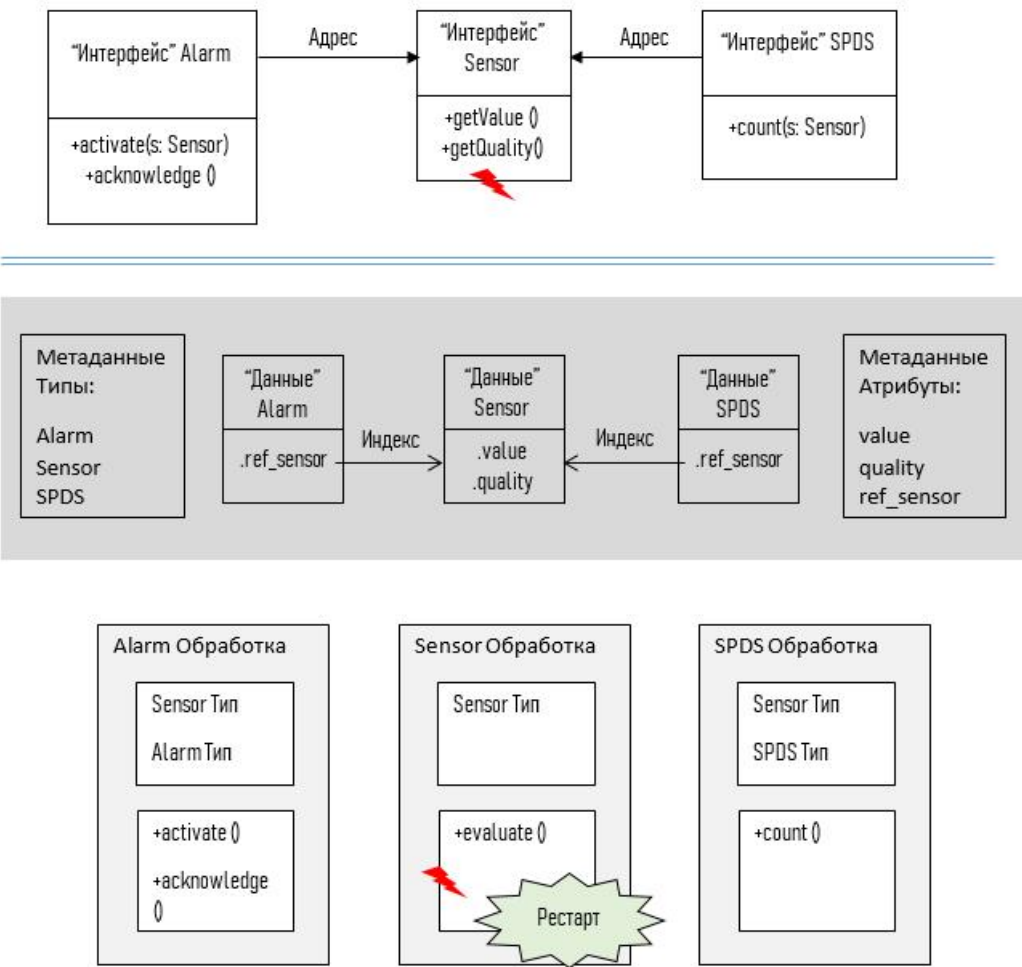 “Интерфейс” Alarm
+activate(s: Sensor)
+acknowledge ()
Адрес
“Интерфейс”
Sensor
+getValue ()
+getQuality()
Адрес
“Интерфейс” SPDS
+count(s: Sensor)
Метаданные
Типы:
Alarm
Sensor
SPDS
“Данные”
Alarm
.ref_sensor
Индекс
“Данные”
Sensor
.value
.quality
Индекс
“Данные”
SPDS
.ref_sensor
Метаданные
Атрибуты:
value
quality
ref_sensor
Alarm Обработка
Sensor Тип
Alarm Тип
+activate ()
+acknowledge
()
Sensor Обработка
Sensor Тип
+evaluate ()
Рестарт
SPDS Обработка
Sensor Тип
SPDS Тип
+count ()